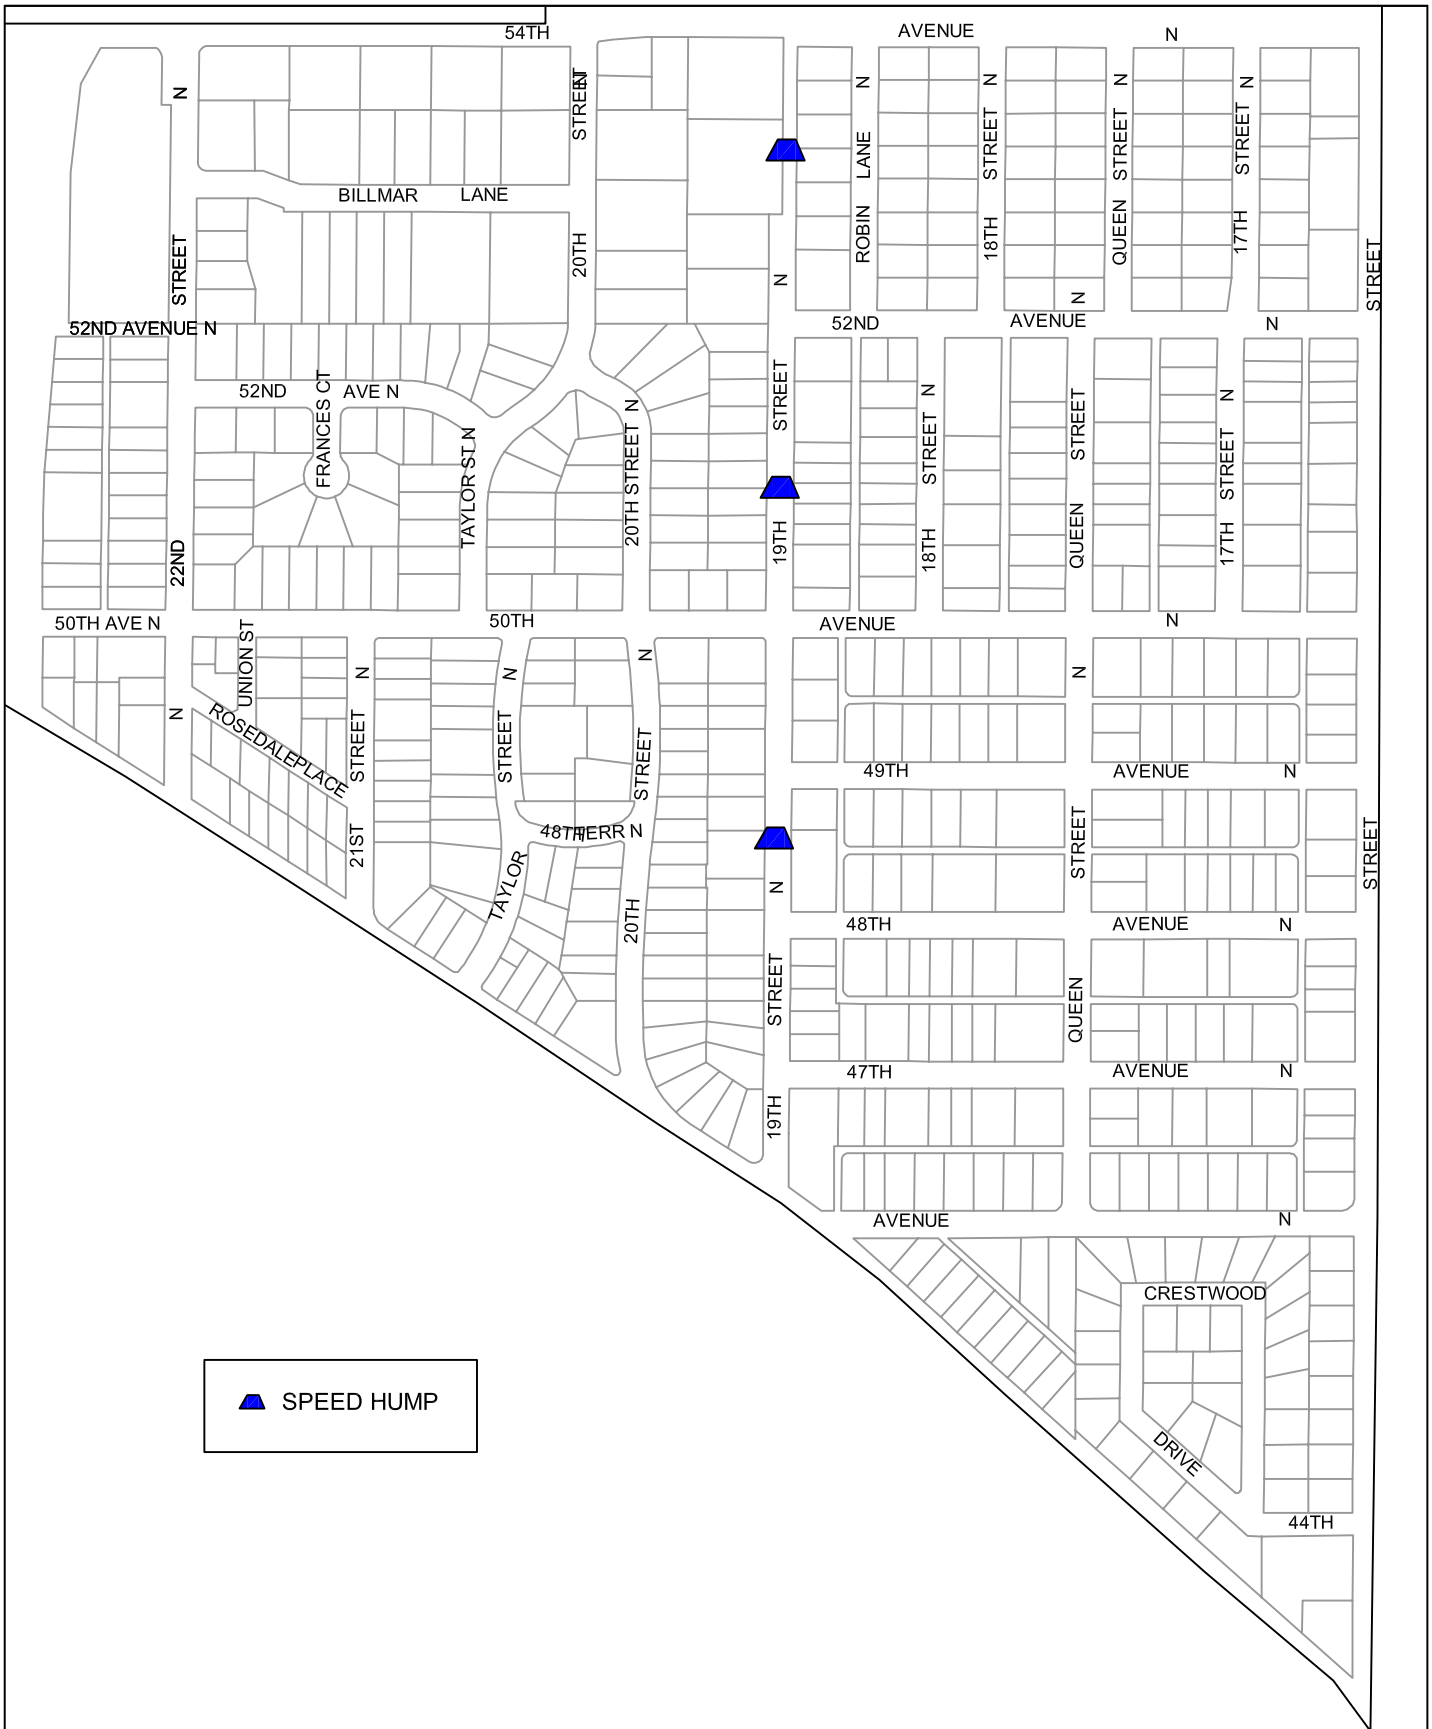 54TH
AVENUE
N
N
STREET
N
N
N
N
N
N
STREET
STREET
STREET
LANE
BILLMAR
LANE
ROBIN
18TH
QUEEN
17TH
20TH
STREET
STREET
N
N
52ND AVENUE N
52ND
AVENUE
N
52ND
AVE N
FRANCES CT
TAYLOR ST N
20TH STREET N
STREET
N
STREET
STREET
N
STREET
22ND
19TH
18TH
QUEEN
17TH
50TH AVE N
50TH
AVENUE
N
UNION ST
N
N
N
N
N
ROSEDALE PLACE
STREET
STREET
STREET
49TH
AVENUE
N
21ST
48TH TERR N
STREET
STREET
TAYLOR
N
20TH
48TH
AVENUE
N
STREET
QUEEN
47TH
AVENUE
N
19TH
AVENUE
N
CRESTWOOD
DRIVE
SPEED HUMP
44TH